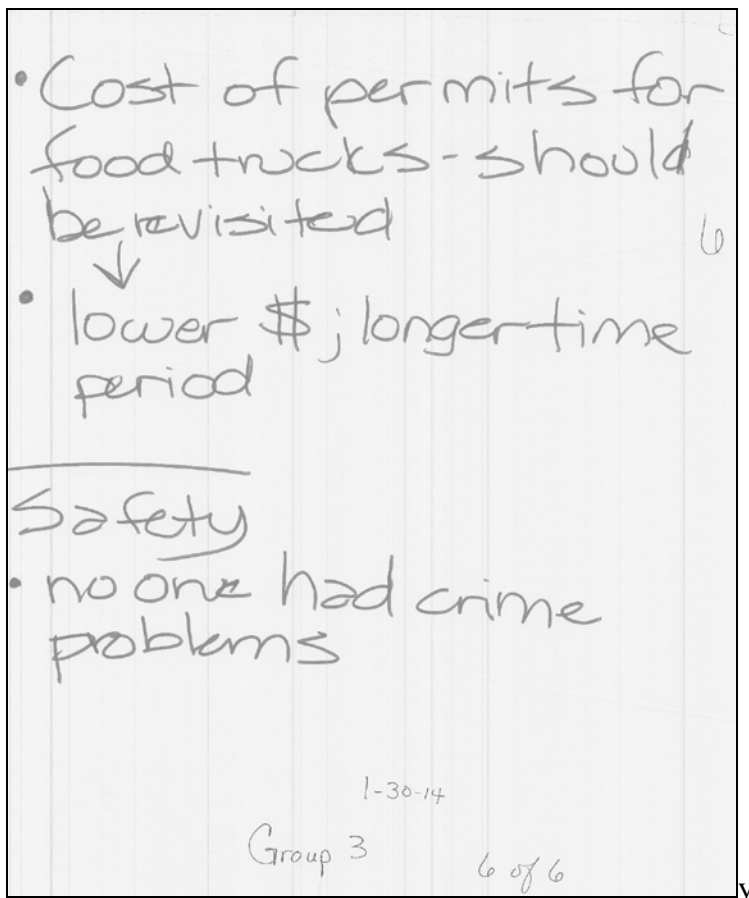 • Cost of permits for
food trucks - should
be revisited
6
↓
• lower $ ; longer time
period
Safety
• no one had crime
problems
1-30-14
Group 3
6 of 6
v